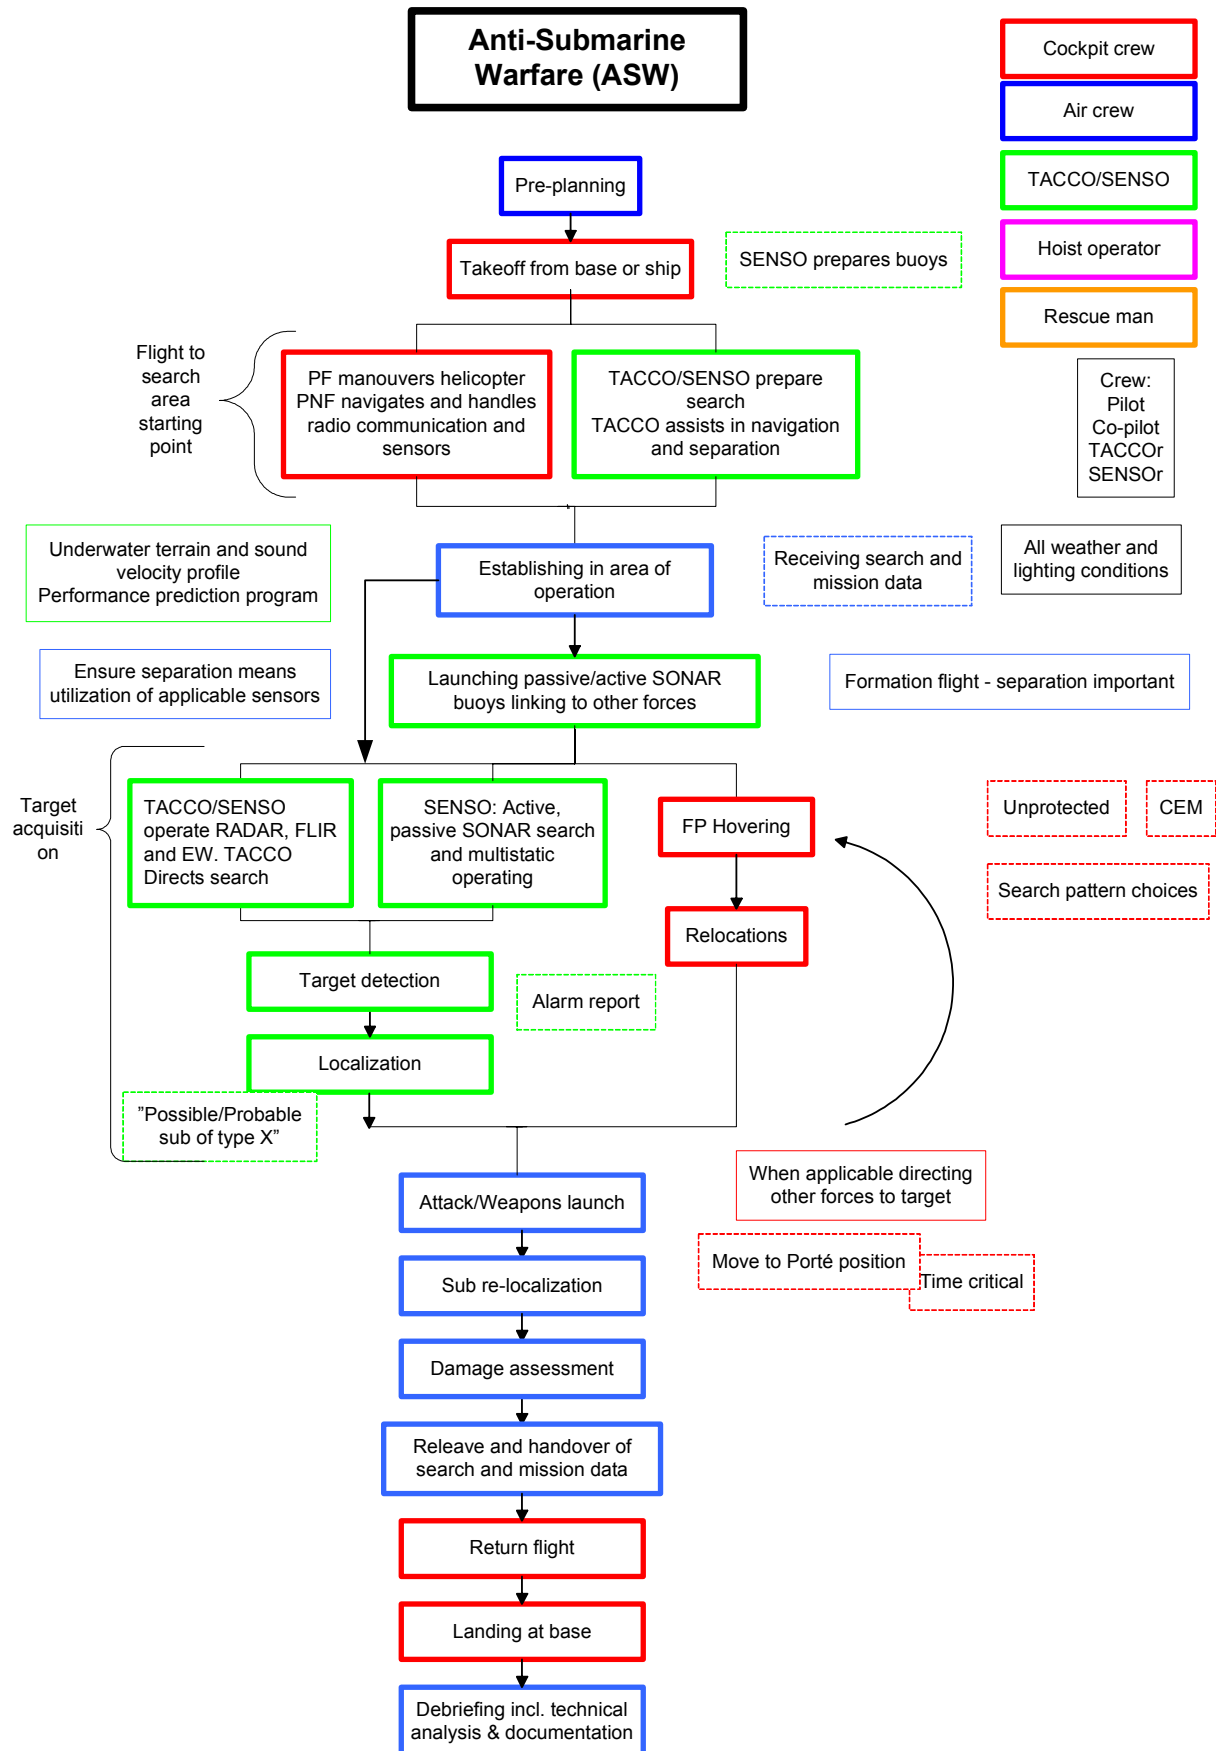 Anti-Submarine
Warfare (ASW)
Cockpit crew
Air crew
TACCO/SENSO
Hoist operator
Rescue man
Crew:
Pilot
Co-pilot
TACCOr
SENSOr
All weather and
lighting conditions
Pre-planning
Takeoff from base or ship
SENSO prepares buoys
Flight to
search
area
starting
point
PF manouvers helicopter
PNF navigates and handles
radio communication and
sensors
TACCO/SENSO prepare
search
TACCO assists in navigation
and separation
Underwater terrain and sound
velocity profile
Performance prediction program
Establishing in area of
operation
Receiving search and
mission data
Ensure separation means
utilization of applicable sensors
Launching passive/active SONAR
buoys linking to other forces
Formation flight - separation important
Target
acquisiti
on
TACCO/SENSO
operate RADAR, FLIR
and EW. TACCO
Directs search
SENSO: Active,
passive SONAR search
and multistatic
operating
FP Hovering
Unprotected
CEM
Search pattern choices
Relocations
Target detection
Alarm report
Localization
”Possible/Probable
sub of type X”
Attack/Weapons launch
When applicable directing
other forces to target
Move to Porté position
Time critical
Sub re-localization
Damage assessment
Releave and handover of
search and mission data
Return flight
Landing at base
Debriefing incl. technical
analysis & documentation